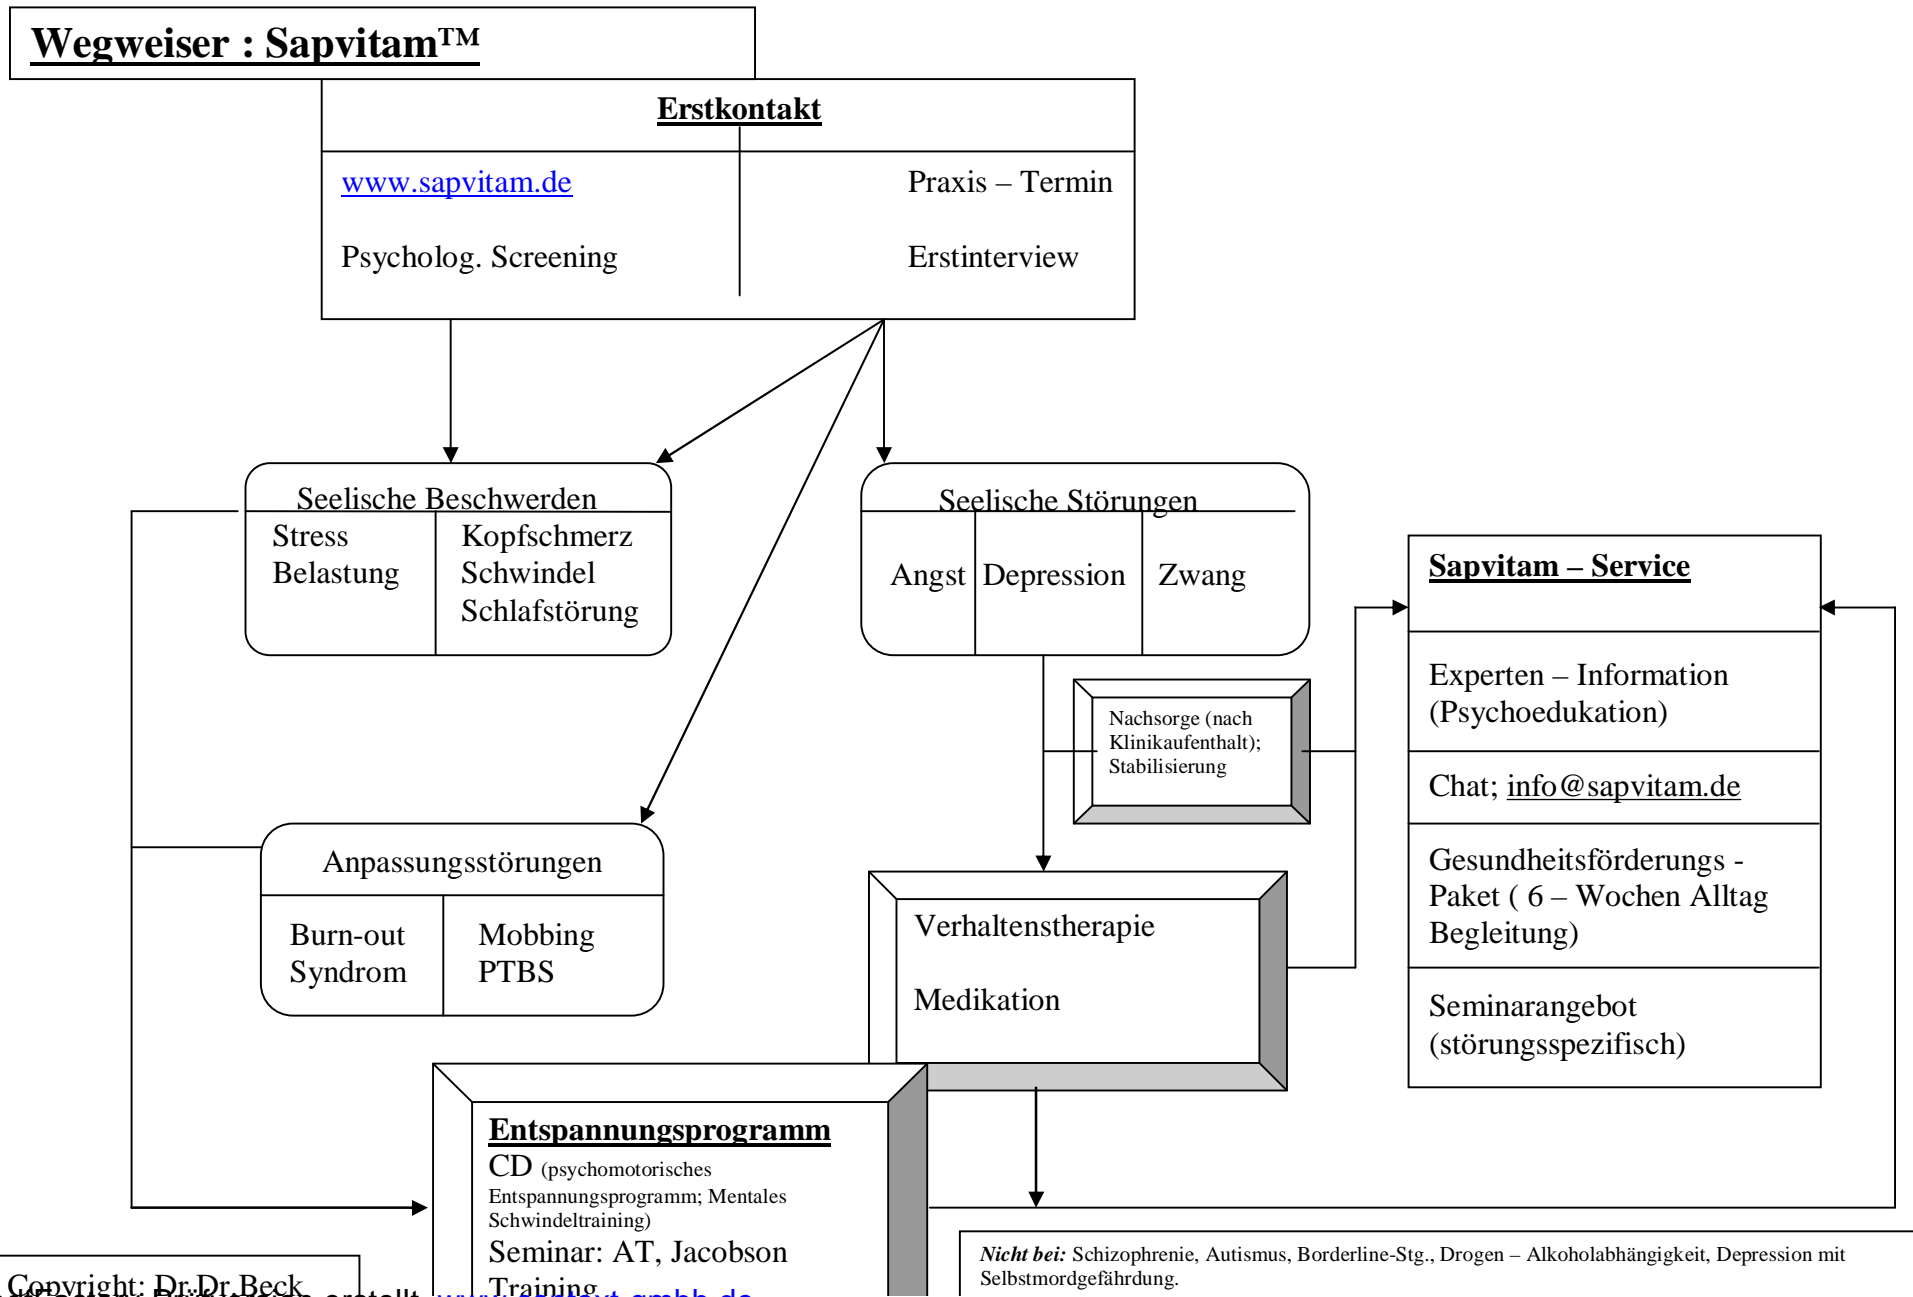 Wegweiser : Sapvitam™
Erstkontakt
www.sapvitam.de
Psycholog. Screening
Praxis – Termin
Erstinterview
Seelische Beschwerden
Stress
Belastung
Kopfschmerz
Schwindel
Schlafstörung
Seelische Störungen
Angst
Depression
Zwang
Sapvitam – Service
Experten – Information
(Psychoedukation)
Chat; info@sapvitam.de
Gesundheitsförderungs -
Paket ( 6 – Wochen Alltag
Begleitung)
Seminarangebot
(störungsspezifisch)
Nachsorge (nach
Klinikaufenthalt);
Stabilisierung
Anpassungsstörungen
Burn-out
Syndrom
Mobbing
PTBS
Verhaltenstherapie
Medikation
Entspannungsprogramm
CD (psychomotorisches
Entspannungsprogramm; Mentales
Schwindeltraining)
Seminar: AT, Jacobson
Training
Nicht bei: Schizophrenie, Autismus, Borderline-Stg., Drogen – Alkoholabhängigkeit, Depression mit
Selbstmordgefährdung.
Copyright: Dr.Dr.Beck